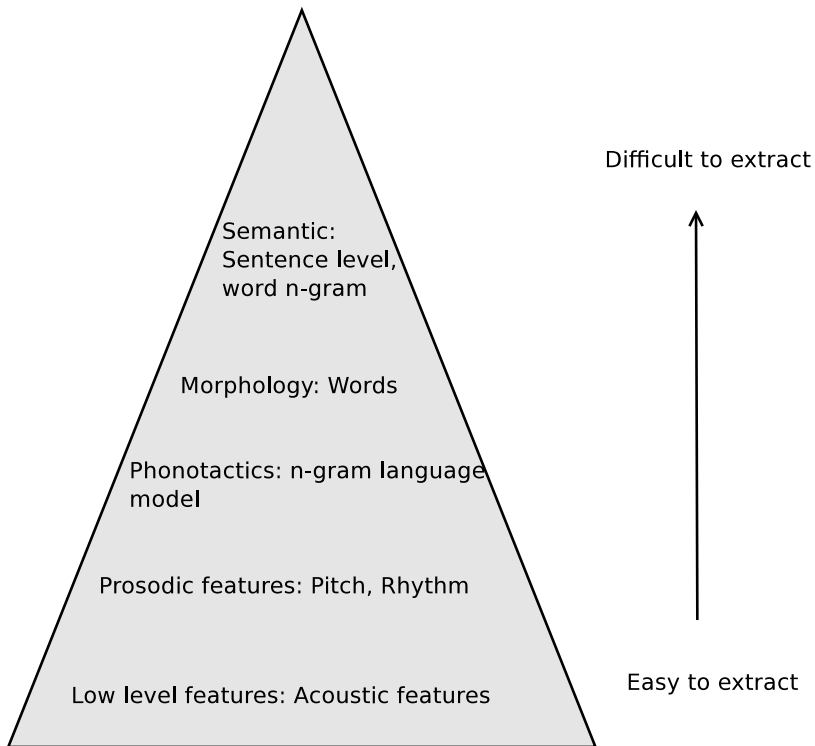 Difficult to extract
Semantic:
Sentence level,
word n-gram
Morphology: Words
Phonotactics: n-gram language
model
Prosodic features: Pitch, Rhythm
Easy to extract
Low level features: Acoustic features